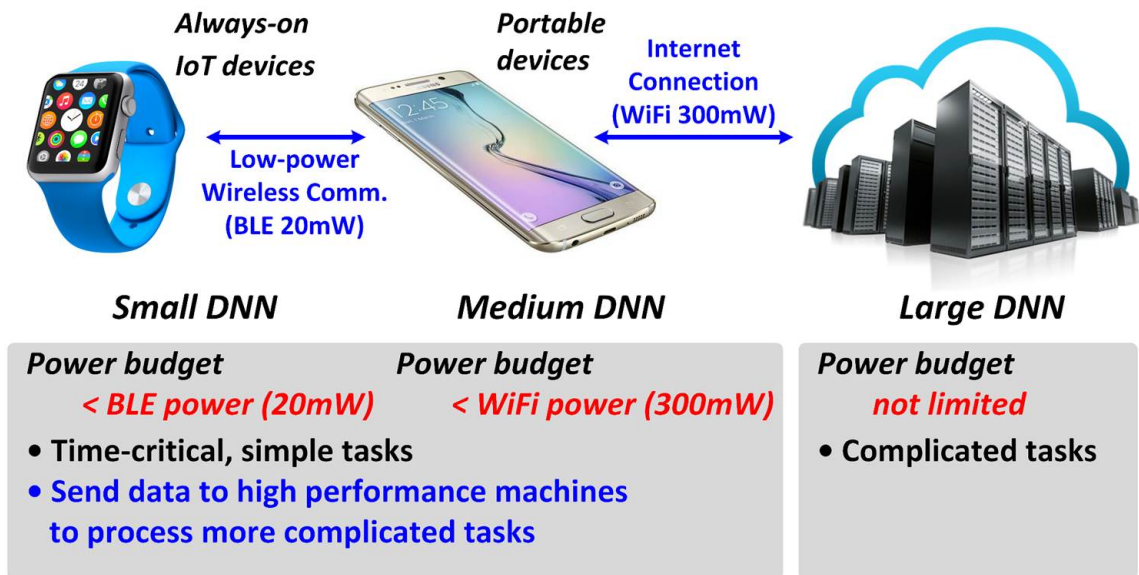 Always-on
IoT devices
Portable
devices
Internet
Connection
(WiFi 300mW)
Low-power
Wireless Comm.
(BLE 20mW)
12:45
Small DNN
Medium DNN
Large DNN
Power budget
< BLE power (20mW)
Power budget
< WiFi power (300mW)
Power budget
not limited
• Time-critical, simple tasks
• Send data to high performance machines
to process more complicated tasks
• Complicated tasks